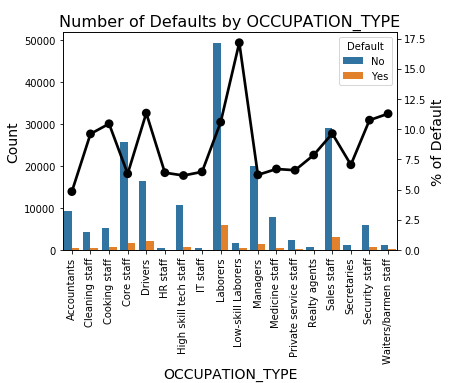 Number of Defaults by OCCUPATION_TYPE
Default
No
Yes
50000
40000
30000
20000
10000
0
Count
17.5
15.0
12.5
10.0
7.5
5.0
2.5
0.0
% of Default
Accountants
Cleaning staff
Cooking staff
Core staff
Drivers
HR staff
High skill tech staff
IT staff
Laborers
Low-skill Laborers
Managers
Medicine staff
Private service staff
Realty agents
Sales staff
Secretaries
Security staff
Waiters/barmen staff
OCCUPATION_TYPE